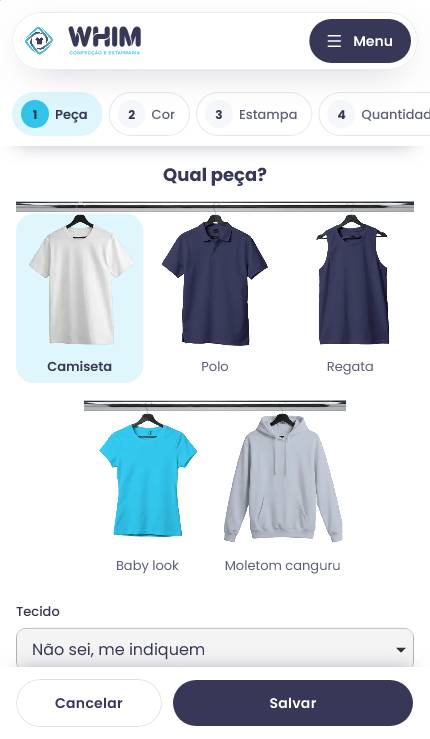 WHIM
CONFECÇÃO E ESTAMPARIA
Menu
1 Peça
2 Cor
3 Estampa
4 Quantidad
Qual peça?
Camiseta
Polo
Regata
Baby look
Moletom canguru
Tecido
Não sei, me indiquem
Cancelar
Salvar